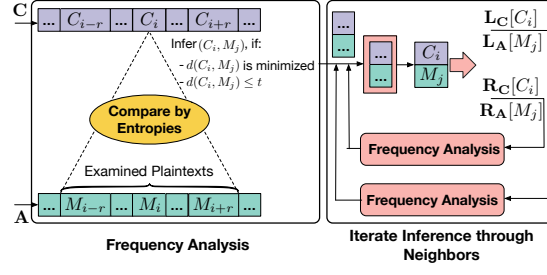 C
... C_{i-r} ... C_i ... C_{i+r} ...
Infer (C_i, M_j), if:
- d(C_i, M_j) is minimized
- d(C_i, M_j) ≤ t
Compare by
Entropies
Examined Plaintexts
... M_{i-r} ... M_i ... M_{i+r} ...
A
Frequency Analysis
...
...
C_i
M_j
L_C[C_i]
L_A[M_j]
R_C[C_i]
R_A[M_j]
Frequency Analysis
Frequency Analysis
Iterate Inference through
Neighbors